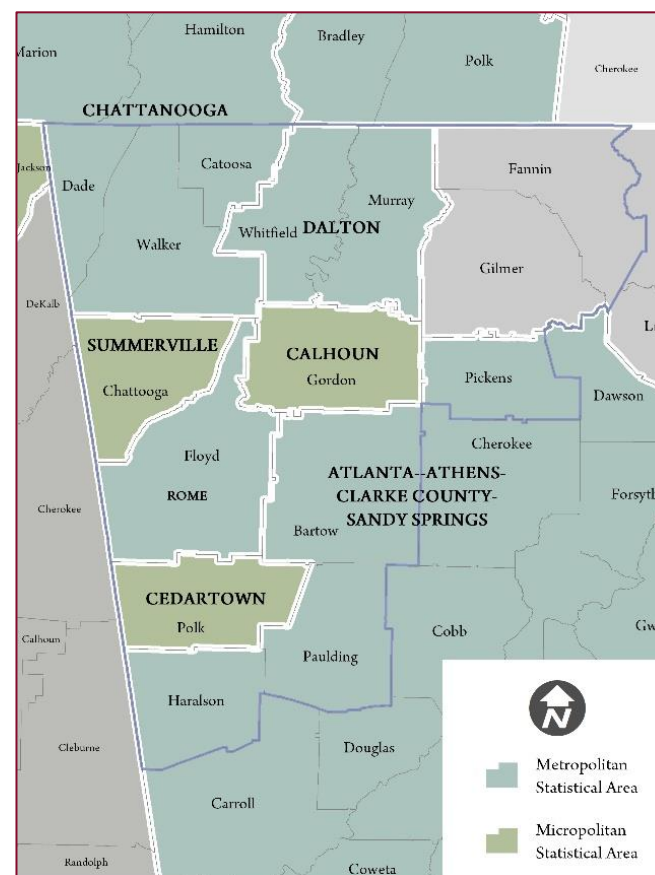 Hamilton
Bradley
Marion
Polk
Cherokee
CHATTANOOGA
Jackson
Catoosa
Fannin
Dade
Murray
Whitfield
DALTON
Walker
Gilmer
DeKalb
SUMMERVILLE
CALHOUN
Gordon
Chattooga
Pickens
Dawson
Cherokee
Floyd
ATLANTA--ATHENS-
CLARKE COUNTY-
SANDY SPRINGS
ROME
Forsyth
Cherokee
Bartow
CEDARTOWN
Polk
Calhoun
Cobb
Gw
Paulding
Haralson
Cleburne
Douglas
N
Metropolitan
Statistical Area
Carroll
Micropolitan
Statistical Area
Randolph
Coweta